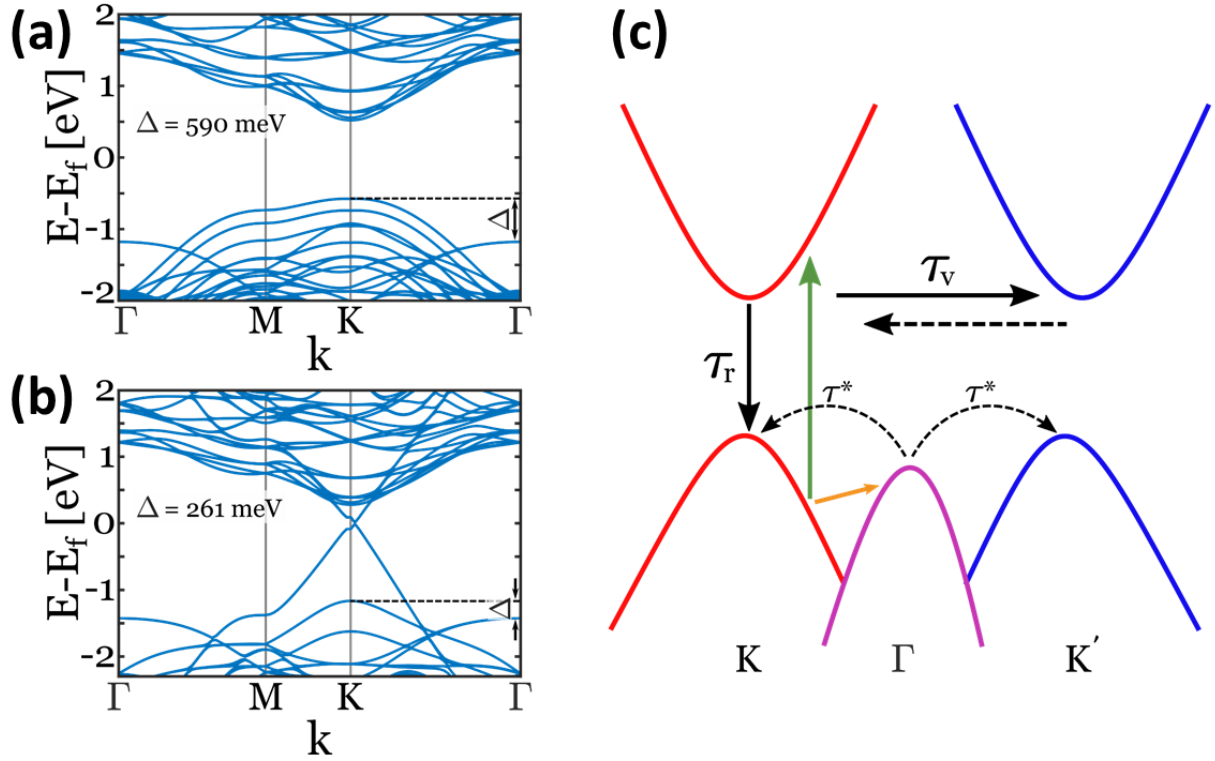 (a)
E-E_f [eV]
2
1
0
-1
-2
Δ = 590 meV
Δ
Γ M K Γ
k
(b)
E-E_f [eV]
2
1
0
-1
-2
Δ = 261 meV
Δ
Γ M K Γ
k
(c)
τ_v
τ_r
τ* τ*
K Γ K′